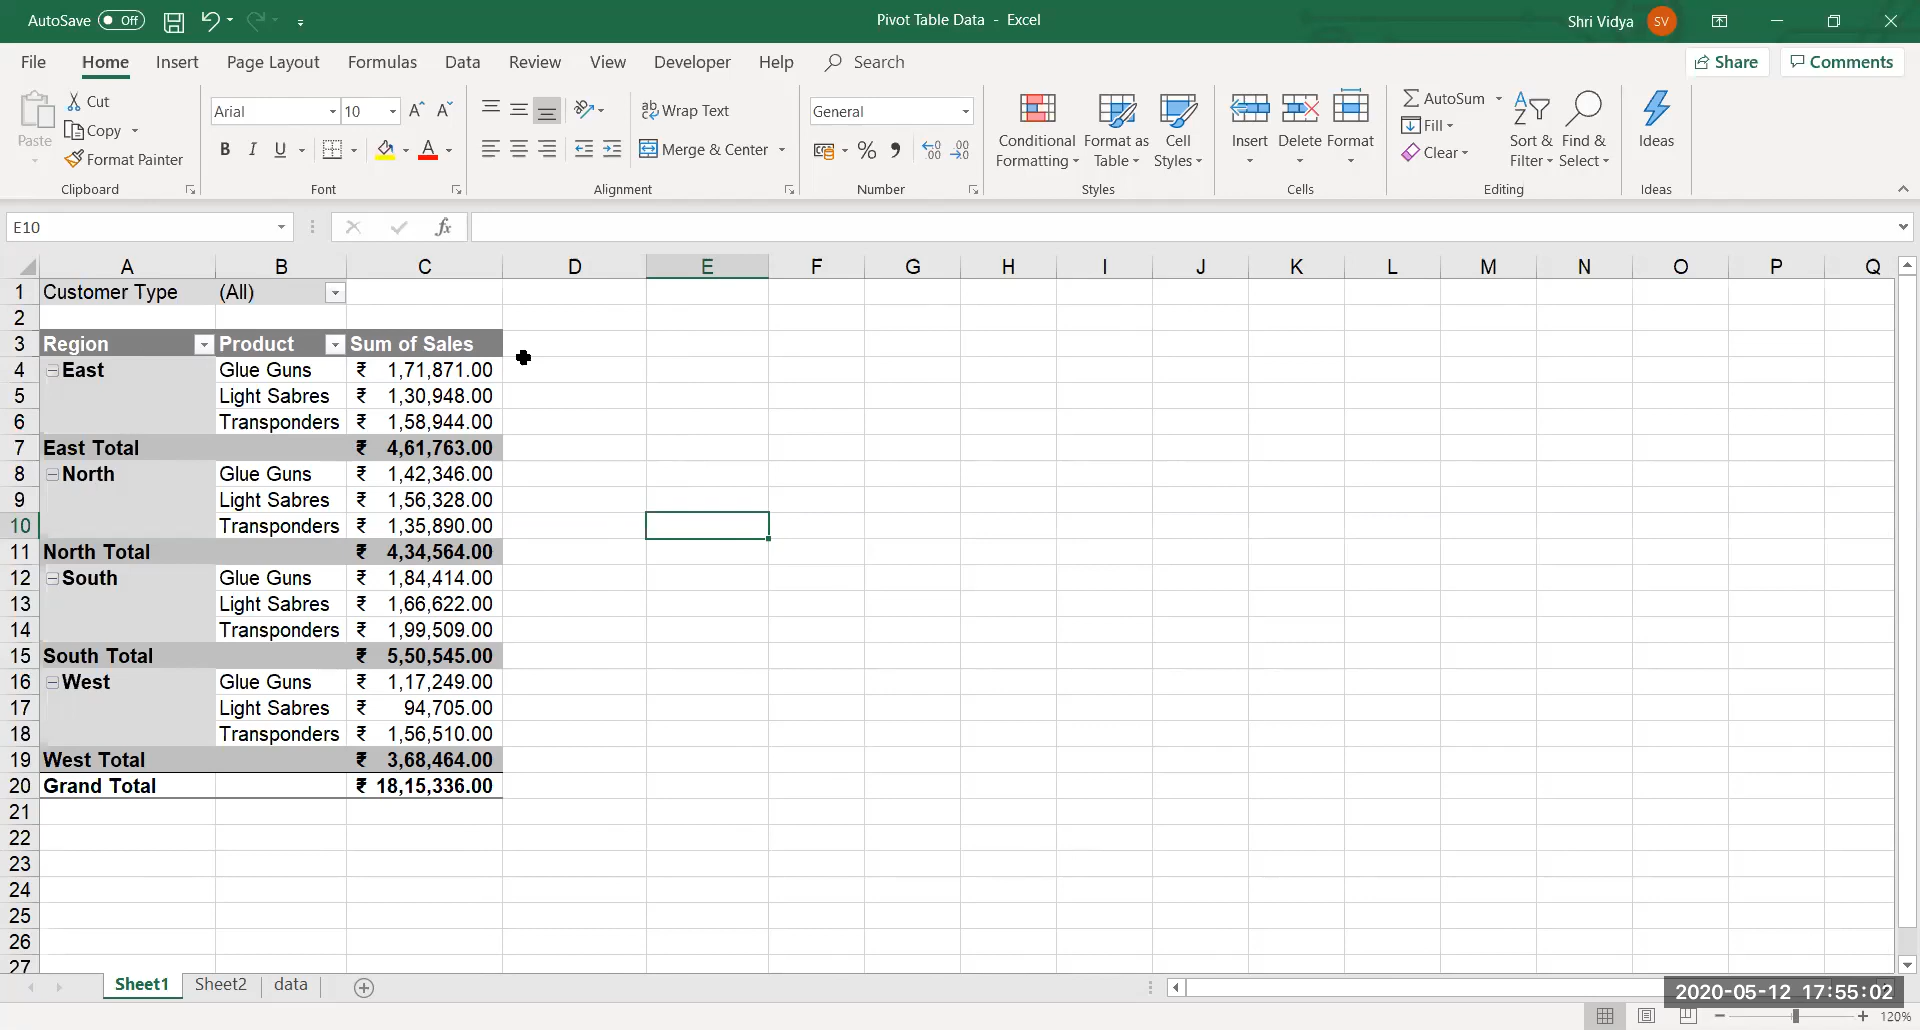 AutoSave Off
Pivot Table Data - Excel
Shri Vidya SV
File Home Insert Page Layout Formulas Data Review View Developer Help Search Share Comments
Paste
Cut
Copy
Format Painter
Clipboard
Arial 10
B I U A
Font
Wrap Text
Merge & Center
Alignment
General
Number
Conditional Formatting
Format as Table
Cell Styles
Styles
Insert Delete Format
Cells
AutoSum
Fill
Clear
Sort & Filter
Find & Select
Editing
Ideas
Ideas
E10 fx
A B C D E F G H I J K L M N O P Q
1 Customer Type (All)
2
3 Region Product Sum of Sales
4 East Glue Guns ₹ 1,71,871.00
5 Light Sabres ₹ 1,30,948.00
6 Transponders ₹ 1,58,944.00
7 East Total ₹ 4,61,763.00
8 North Glue Guns ₹ 1,42,346.00
9 Light Sabres ₹ 1,56,328.00
10 Transponders ₹ 1,35,890.00
11 North Total ₹ 4,34,564.00
12 South Glue Guns ₹ 1,84,414.00
13 Light Sabres ₹ 1,66,622.00
14 Transponders ₹ 1,99,509.00
15 South Total ₹ 5,50,545.00
16 West Glue Guns ₹ 1,17,249.00
17 Light Sabres ₹ 94,705.00
18 Transponders ₹ 1,56,510.00
19 West Total ₹ 3,68,464.00
20 Grand Total ₹ 18,15,336.00
21
22
23
24
25
26
27
Sheet1 Sheet2 data
2020-05-12 17:55:02
120%